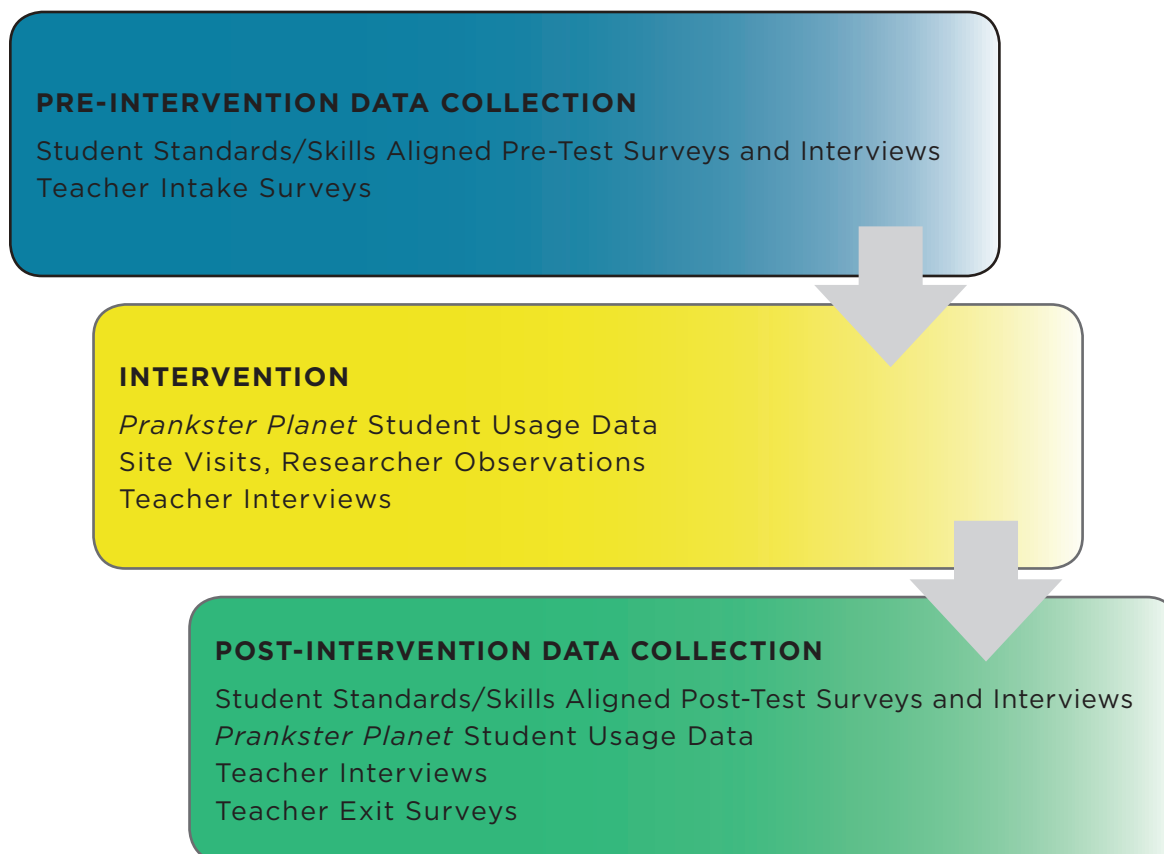 PRE-INTERVENTION DATA COLLECTION
Student Standards/Skills Aligned Pre-Test Surveys and Interviews
Teacher Intake Surveys
INTERVENTION
Prankster Planet Student Usage Data
Site Visits, Researcher Observations
Teacher Interviews
POST-INTERVENTION DATA COLLECTION
Student Standards/Skills Aligned Post-Test Surveys and Interviews
Prankster Planet Student Usage Data
Teacher Interviews
Teacher Exit Surveys